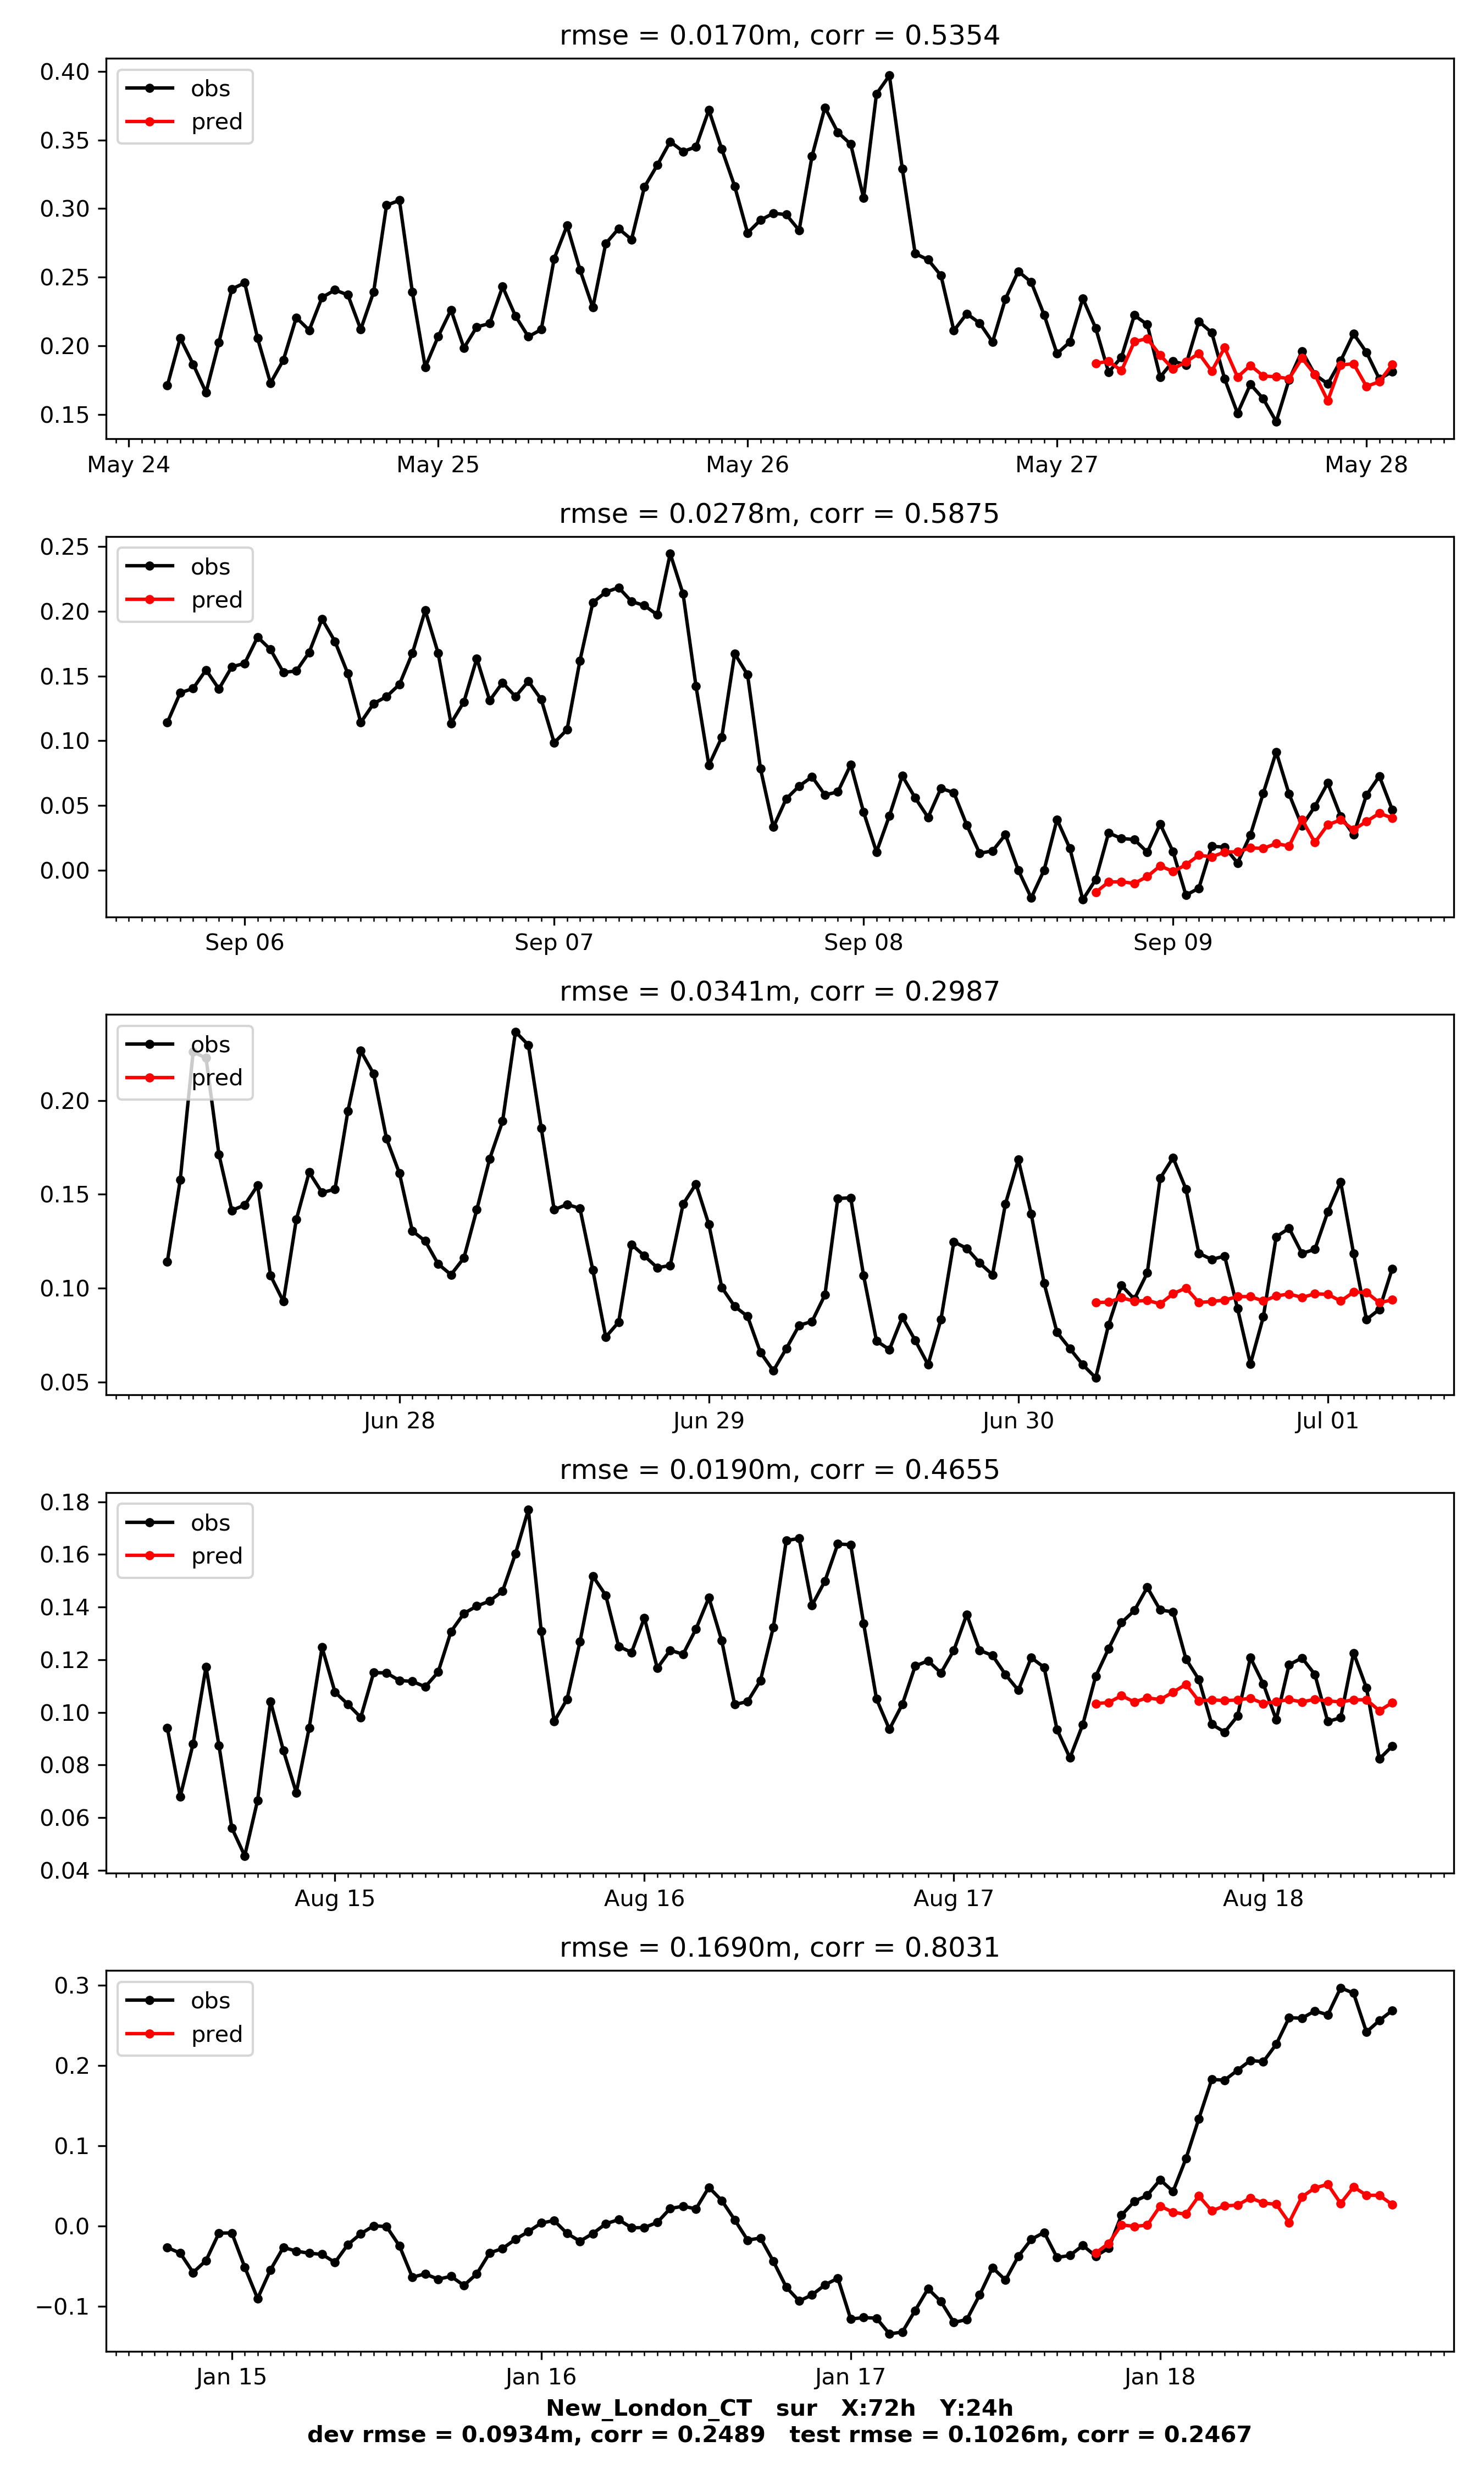 rmse = 0.0170m, corr = 0.5354
obs
pred
0.40
0.35
0.30
0.25
0.20
0.15
May 24 May 25 May 26 May 27 May 28
rmse = 0.0278m, corr = 0.5875
obs
pred
0.25
0.20
0.15
0.10
0.05
0.00
Sep 06 Sep 07 Sep 08 Sep 09
rmse = 0.0341m, corr = 0.2987
obs
pred
0.20
0.15
0.10
0.05
Jun 28 Jun 29 Jun 30 Jul 01
rmse = 0.0190m, corr = 0.4655
obs
pred
0.18
0.16
0.14
0.12
0.10
0.08
0.06
0.04
Aug 15 Aug 16 Aug 17 Aug 18
rmse = 0.1690m, corr = 0.8031
obs
pred
0.3
0.2
0.1
0.0
−0.1
Jan 15 Jan 16 Jan 17 Jan 18
New_London_CT sur X:72h Y:24h
dev rmse = 0.0934m, corr = 0.2489 test rmse = 0.1026m, corr = 0.2467